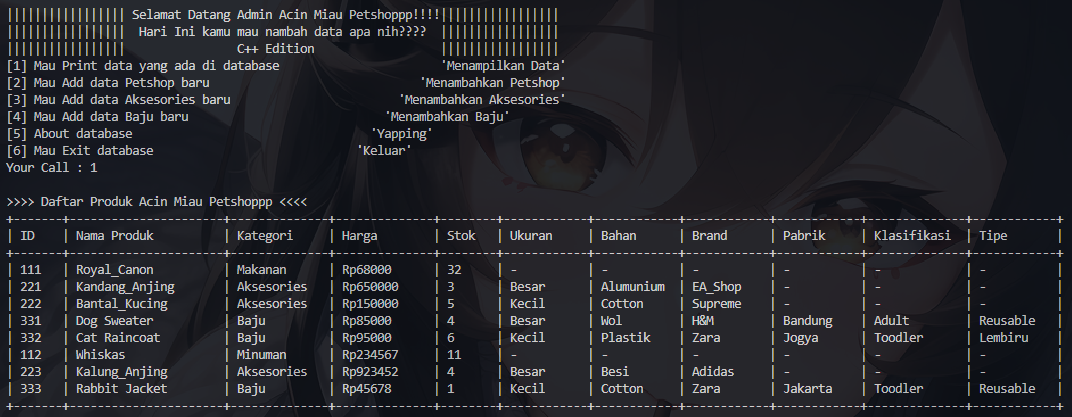 ||||||||||||||||| Selamat Datang Admin Acin Miau Petshoppp!!!!|||||||||||||||||
|||||||||||||||||  Hari Ini kamu mau nambah data apa nih????  |||||||||||||||||
|||||||||||||||||                C++ Edition                  |||||||||||||||||
[1] Mau Print data yang ada di database                       'Menampilkan Data'
[2] Mau Add data Petshop baru                              'Menambahkan Petshop'
[3] Mau Add data Aksesories baru                        'Menambahkan Aksesories'
[4] Mau Add data Baju baru                            'Menambahkan Baju'
[5] About database                                  'Yapping'
[6] Mau Exit database                             'Keluar'
Your Call : 1
>>>> Daftar Produk Acin Miau Petshoppp <<<<
+-------+----------------------+--------------+---------------+--------+------------+------------+------------+------------+--------------+------------+
| ID    | Nama Produk          | Kategori     | Harga         | Stok   | Ukuran     | Bahan      | Brand      | Pabrik     | Klasifikasi  | Tipe       |
+-------+----------------------+--------------+---------------+--------+------------+------------+------------+------------+--------------+------------+
| 111   | Royal_Canon          | Makanan      | Rp68000       | 32     | -          | -          | -          | -          | -            | -          |
| 221   | Kandang_Anjing       | Aksesories   | Rp650000      | 3      | Besar      | Alumunium  | EA_Shop    | -          | -            | -          |
| 222   | Bantal_Kucing        | Aksesories   | Rp150000      | 5      | Kecil      | Cotton     | Supreme    | -          | -            | -          |
| 331   | Dog Sweater          | Baju         | Rp85000       | 4      | Besar      | Wol        | H&M        | Bandung    | Adult        | Reusable   |
| 332   | Cat Raincoat         | Baju         | Rp95000       | 6      | Kecil      | Plastik    | Zara       | Jogya      | Toodler      | Lembiru    |
| 112   | Whiskas              | Minuman      | Rp234567      | 11     | -          | -          | -          | -          | -            | -          |
| 223   | Kalung_Anjing        | Aksesories   | Rp923452      | 4      | Besar      | Besi       | Adidas     | -          | -            | -          |
| 333   | Rabbit Jacket        | Baju         | Rp45678       | 1      | Kecil      | Cotton     | Zara       | Jakarta    | Toodler      | Reusable   |
+-------+----------------------+--------------+---------------+--------+------------+------------+------------+------------+--------------+------------+